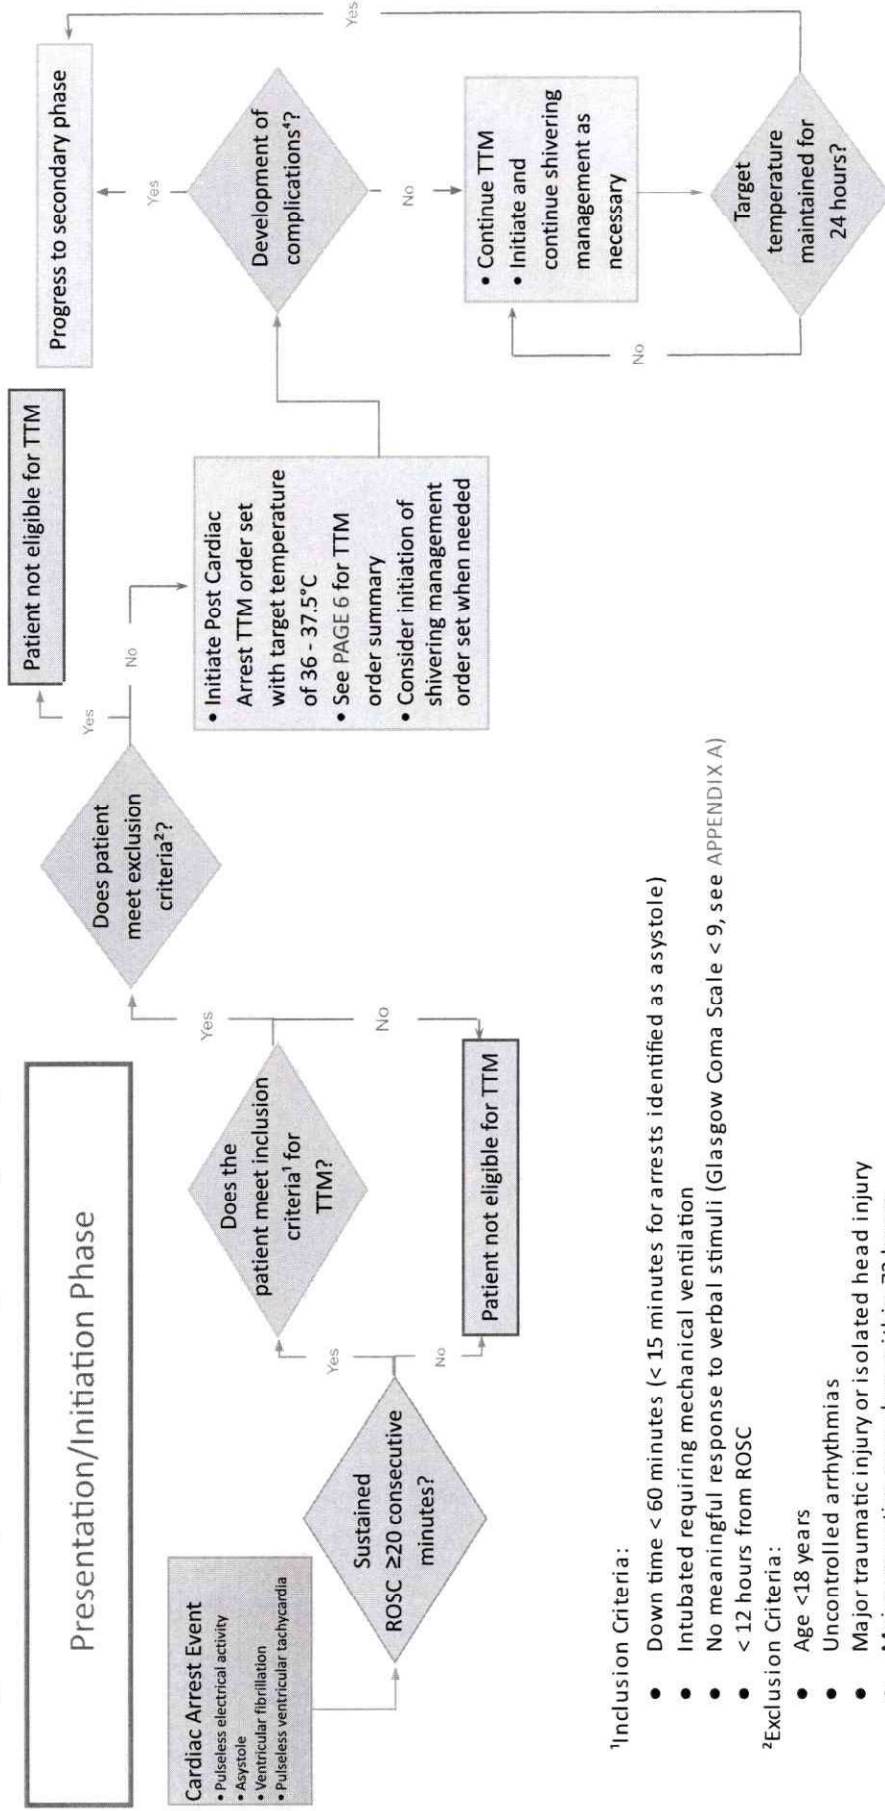 Presentation/Initiation Phase
Cardiac Arrest Event
• Pulseless electrical activity
• Asystole
• Ventricular fibrillation
• Pulseless ventricular tachycardia
Sustained
ROSC ≥20 consecutive
minutes?
Yes
No
Does the
patient meet inclusion
criteria¹ for
TTM?
Patient not eligible for TTM
Yes
No
Does patient
meet exclusion
criteria²?
Yes
No
Patient not eligible for TTM
• Initiate Post Cardiac
Arrest TTM order set
with target temperature
of 36 - 37.5°C
• See PAGE 6 for TTM
order summary
• Consider initiation of
shivering management
order set when needed
Development of
complications⁴?
Yes
No
Progress to secondary phase
• Continue TTM
• Initiate and
continue shivering
management as
necessary
Target
temperature
maintained for
24 hours?
No
Yes
¹Inclusion Criteria:
● Down time < 60 minutes (< 15 minutes for arrests identified as asystole)
● Intubated requiring mechanical ventilation
● No meaningful response to verbal stimuli (Glasgow Coma Scale < 9, see APPENDIX A)
● < 12 hours from ROSC
²Exclusion Criteria:
● Age <18 years
● Uncontrolled arrhythmias
● Major traumatic injury or isolated head injury